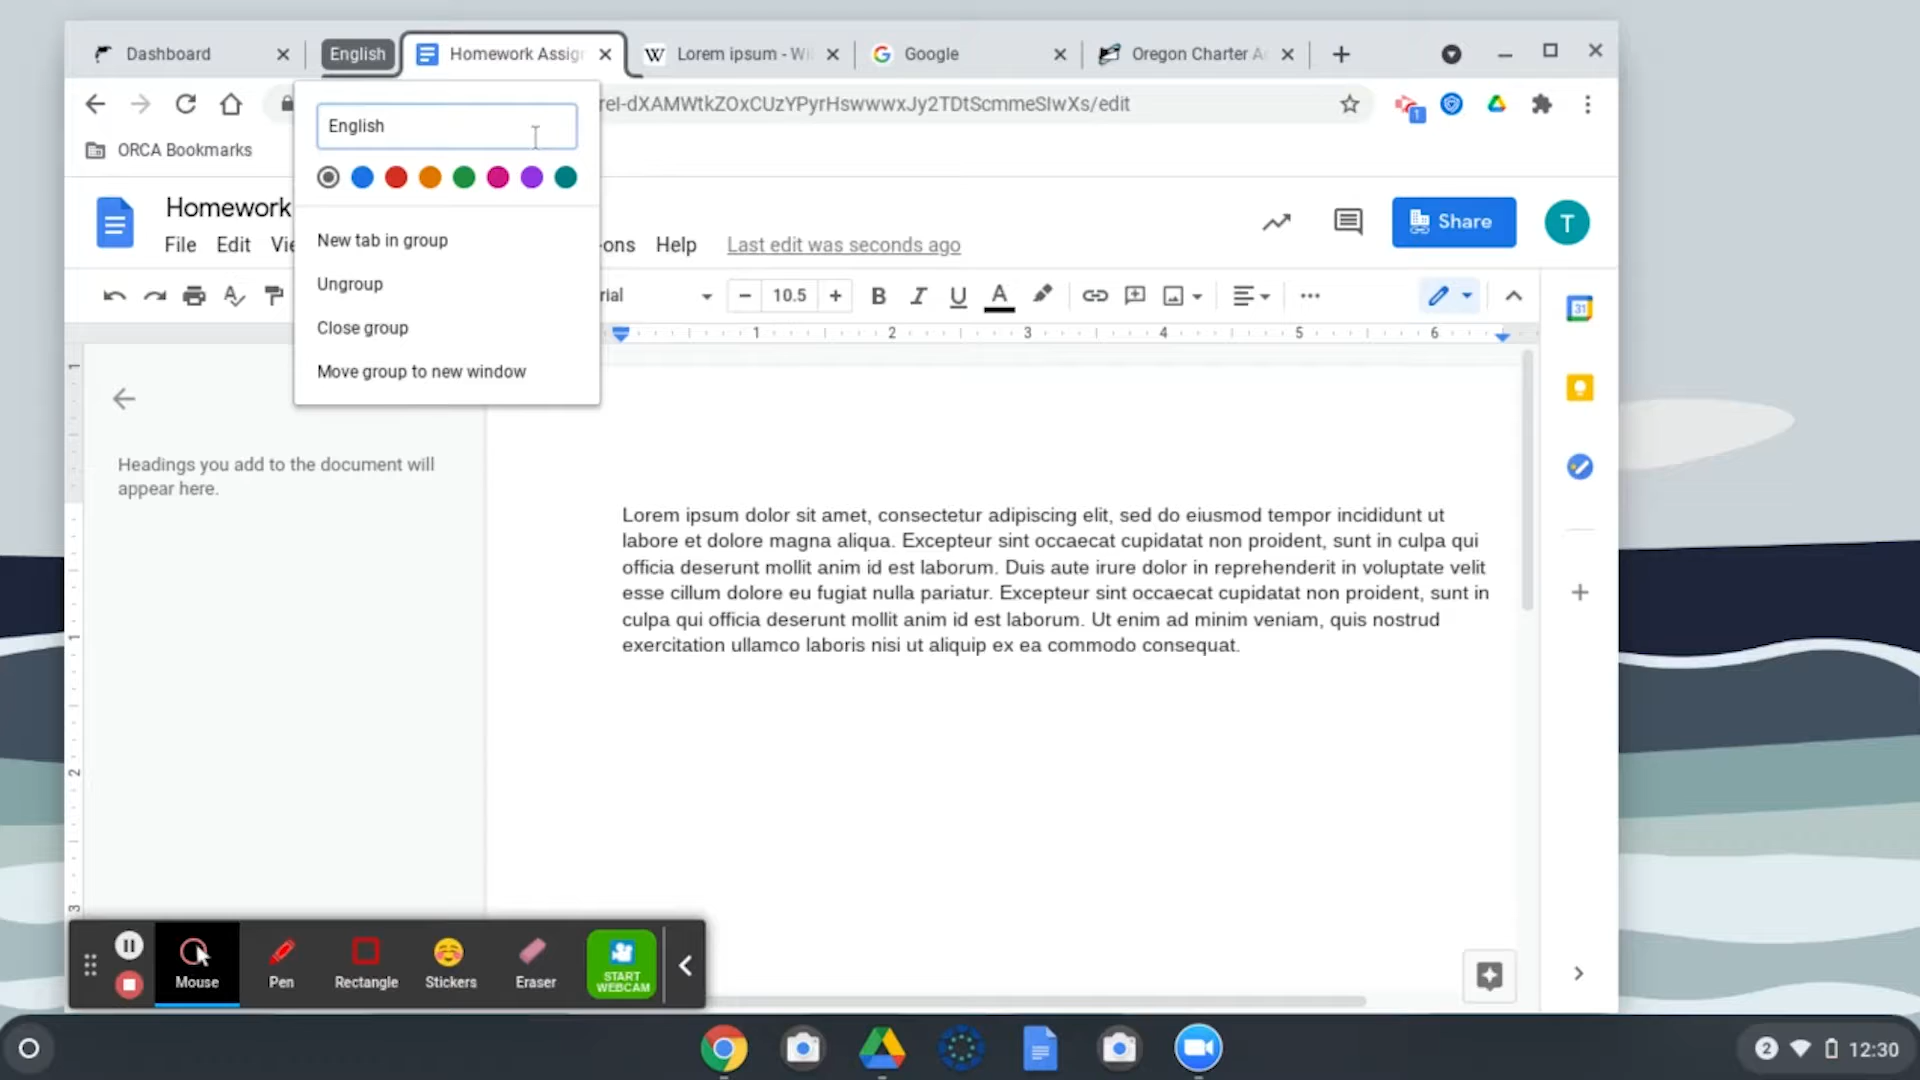 Dashboard
English
Homework Assig
Lorem ipsum - Wi
Google
Oregon Charter A
reI-dXAMWtkZOxCUzYPyrHswwwxJy2TDtScmmeSIwXs/edit
1
ORCA Bookmarks
English
Homework
File Edit Vie
ons Help Last edit was seconds ago
Share
T
New tab in group
Ungroup
Close group
Move group to new window
rial
10.5
B I U A
31
1 2 3 4 5 6
1
1
2
3
Headings you add to the document will
appear here.
Lorem ipsum dolor sit amet, consectetur adipiscing elit, sed do eiusmod tempor incididunt ut
labore et dolore magna aliqua. Excepteur sint occaecat cupidatat non proident, sunt in culpa qui
officia deserunt mollit anim id est laborum. Duis aute irure dolor in reprehenderit in voluptate velit
esse cillum dolore eu fugiat nulla pariatur. Excepteur sint occaecat cupidatat non proident, sunt in
culpa qui officia deserunt mollit anim id est laborum. Ut enim ad minim veniam, quis nostrud
exercitation ullamco laboris nisi ut aliquip ex ea commodo consequat.
Mouse
Pen
Rectangle
Stickers
Eraser
START
WEBCAM
2
12:30